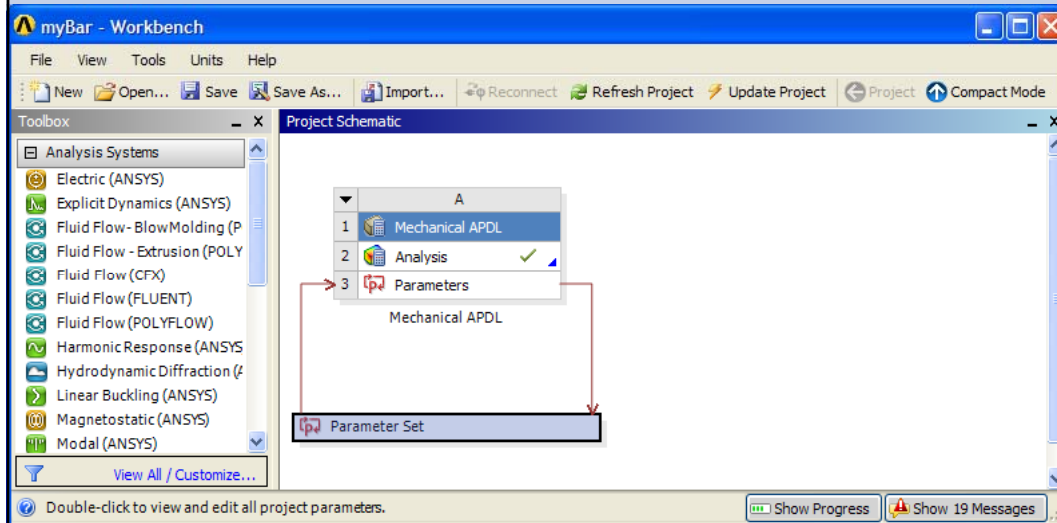 myBar - Workbench
File View Tools Units Help
New Open... Save Save As... Import... Reconnect Refresh Project Update Project Project Compact Mode
Toolbox
Project Schematic
Analysis Systems
Electric (ANSYS)
Explicit Dynamics (ANSYS)
Fluid Flow- BlowMolding (P
Fluid Flow - Extrusion (POLY
Fluid Flow (CFX)
Fluid Flow (FLUENT)
Fluid Flow (POLYFLOW)
Harmonic Response (ANSYS
Hydrodynamic Diffraction (A
Linear Buckling (ANSYS)
Magnetostatic (ANSYS)
Modal (ANSYS)
View All / Customize...
A
1 Mechanical APDL
2 Analysis
3 Parameters
Mechanical APDL
Parameter Set
Double-click to view and edit all project parameters.
Show Progress
Show 19 Messages